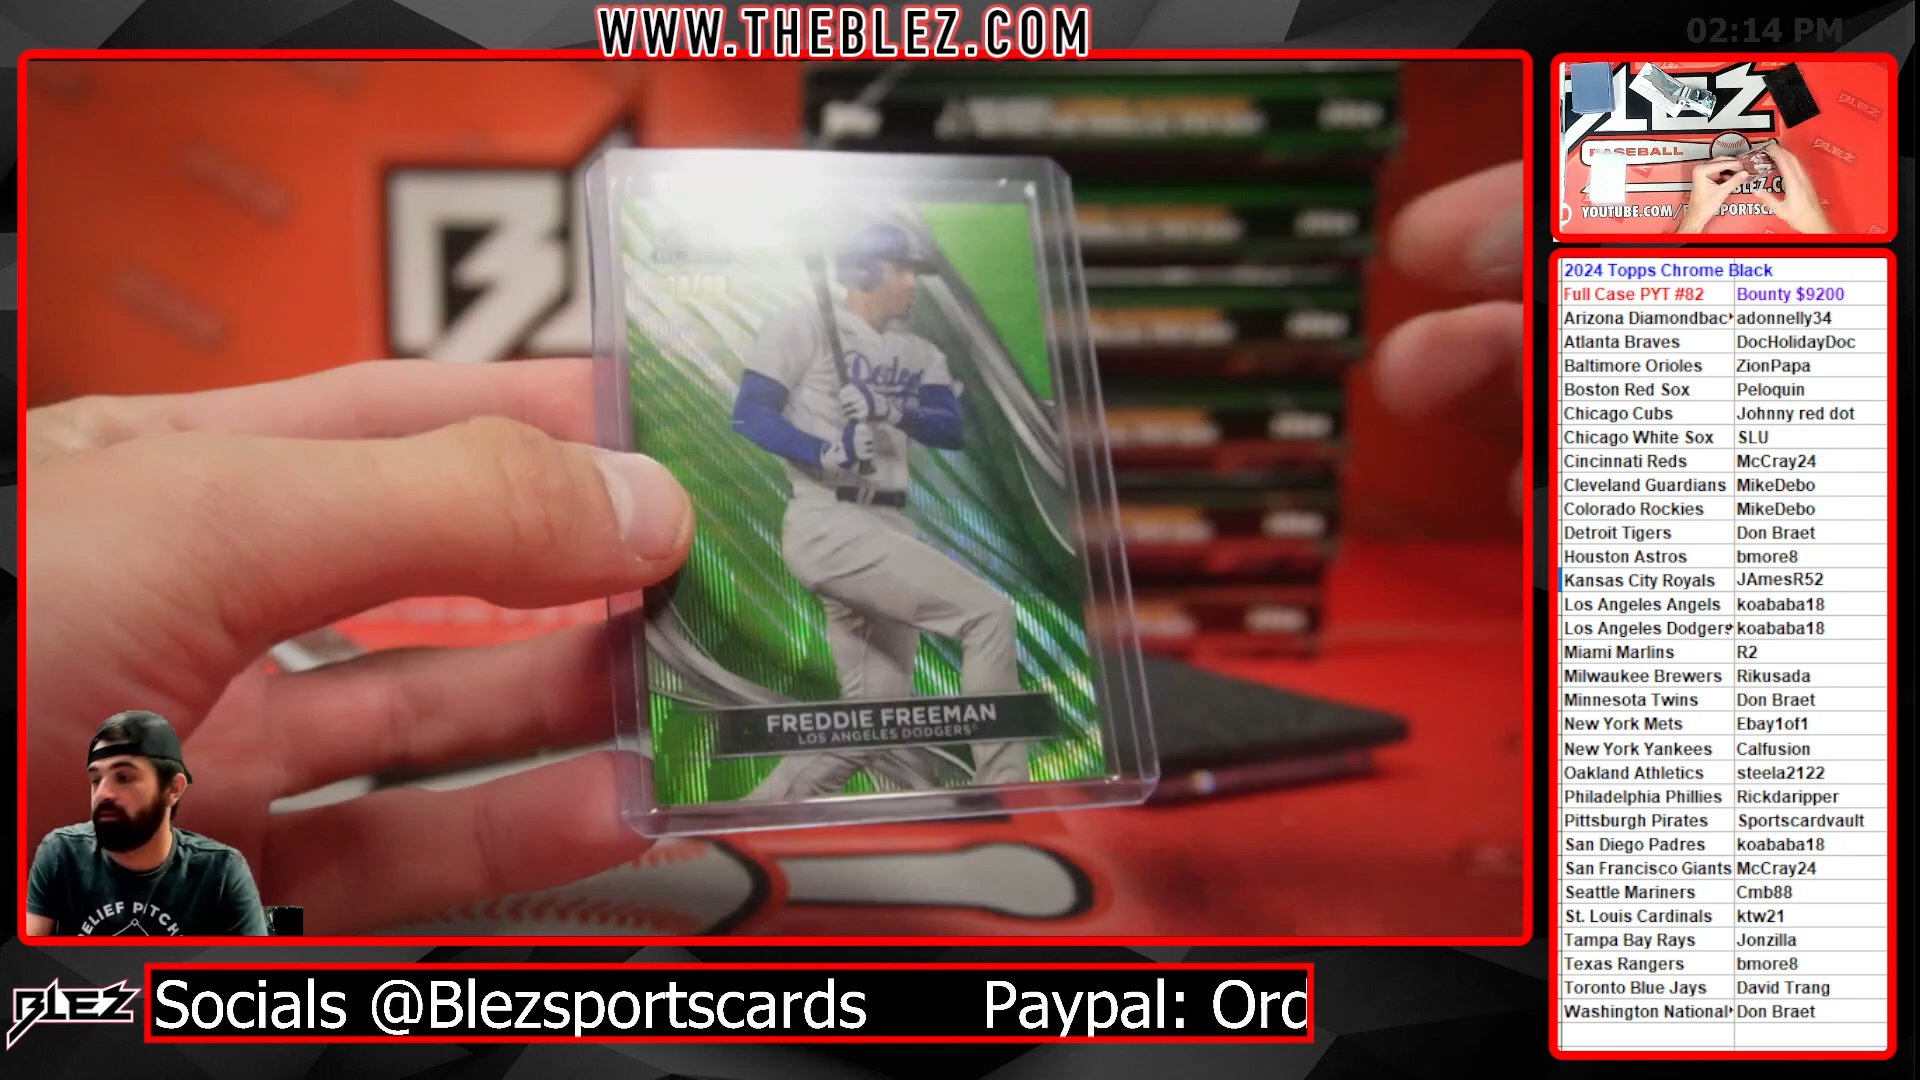 WWW.THEBLEZ.COM
02:14 PM
BLEZ
BASEBALL
BLEZ
BLEZ
YOUTUBE.COM/
Dodgers
FREDDIE FREEMAN
LOS ANGELES DODGERS
2024 Topps Chrome Black
Full Case PYT #82 Bounty $9200
Arizona Diamondbac adonnelly34
Atlanta Braves DocHolidayDoc
Baltimore Orioles ZionPapa
Boston Red Sox Peloquin
Chicago Cubs Johnny red dot
Chicago White Sox SLU
Cincinnati Reds McCray24
Cleveland Guardians MikeDebo
Colorado Rockies MikeDebo
Detroit Tigers Don Braet
Houston Astros bmore8
Kansas City Royals JAmesR52
Los Angeles Angels koababa18
Los Angeles Dodgers koababa18
Miami Marlins R2
Milwaukee Brewers Rikusada
Minnesota Twins Don Braet
New York Mets Ebay1of1
New York Yankees Calfusion
Oakland Athletics steela2122
Philadelphia Phillies Rickdaripper
Pittsburgh Pirates Sportscardvault
San Diego Padres koababa18
San Francisco Giants McCray24
Seattle Mariners Cmb88
St. Louis Cardinals ktw21
Tampa Bay Rays Jonzilla
Texas Rangers bmore8
Toronto Blue Jays David Trang
Washington National Don Braet
ELIEF PITCH
BLEZ Socials @Blezsportscards Paypal: Ord